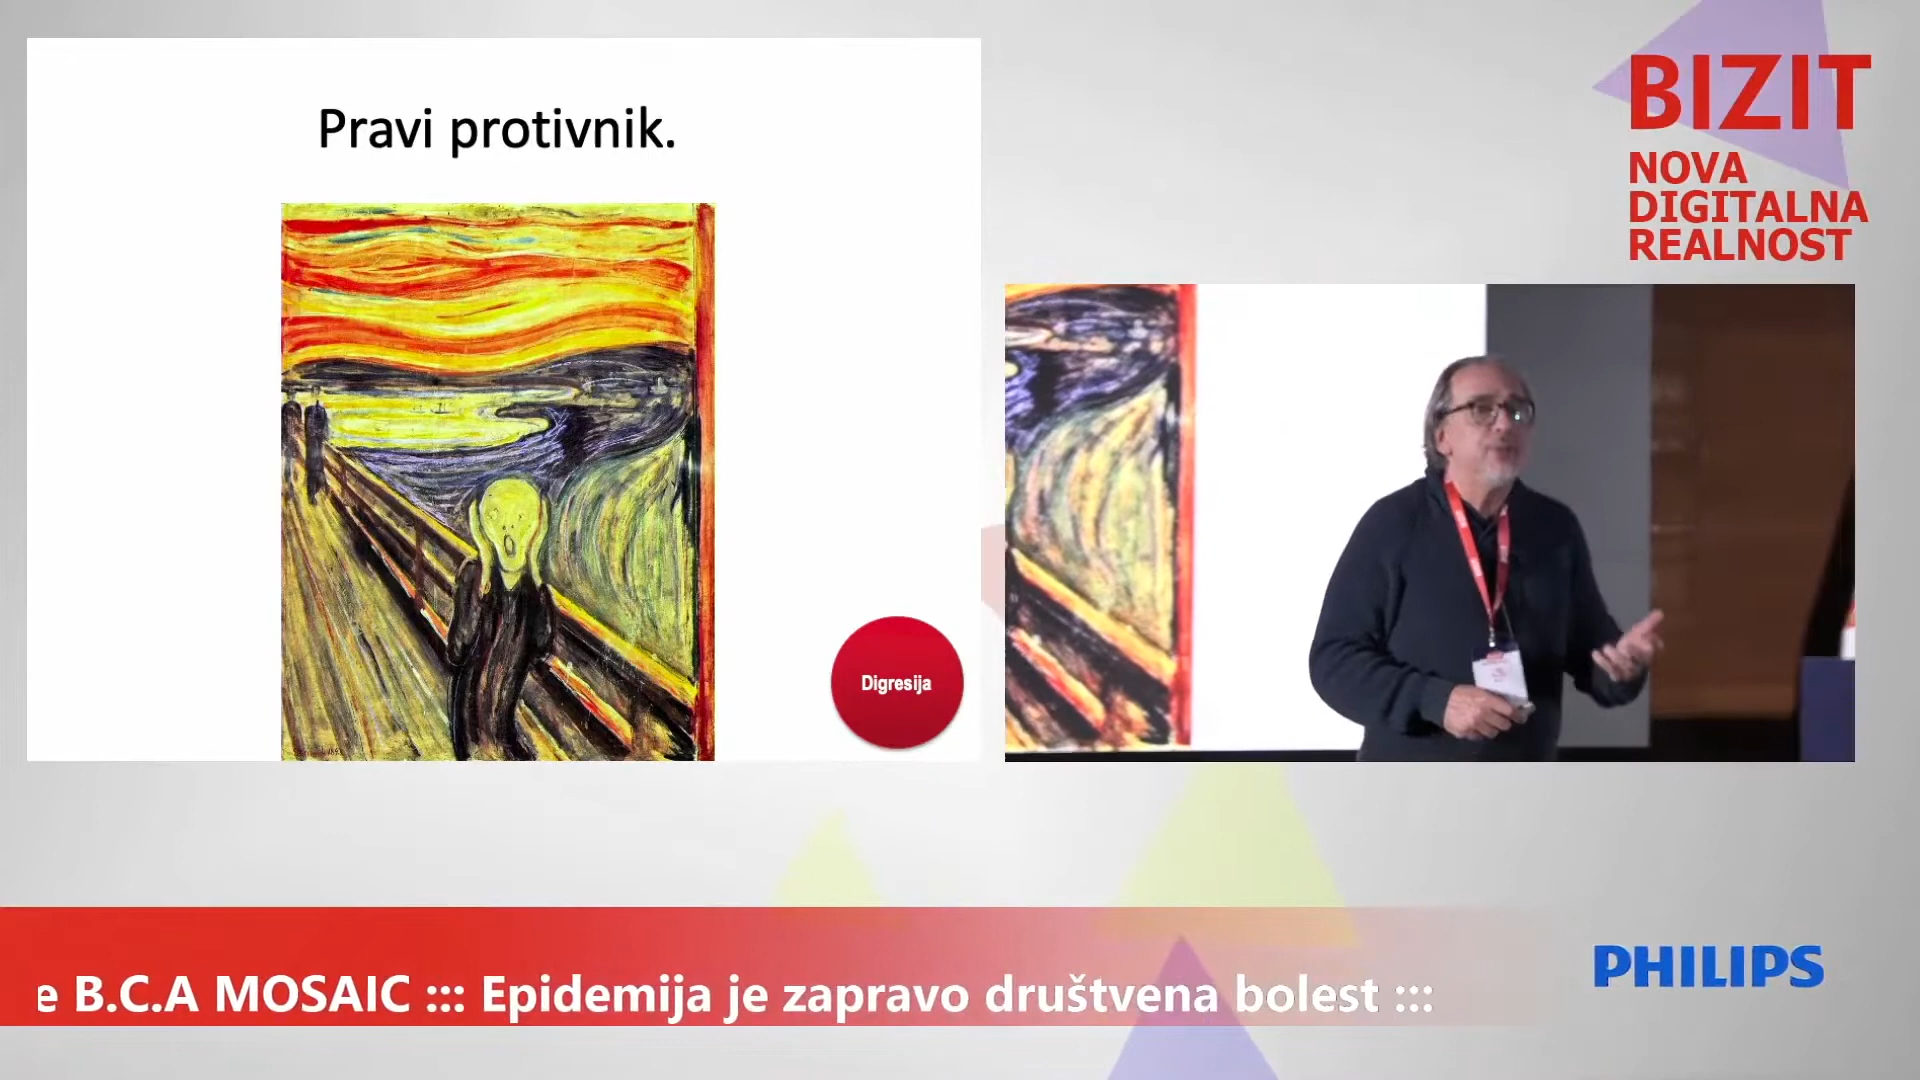 Pravi protivnik.
Digresija
BIZIT
NOVA
DIGITALNA
REALNOST
e B.C.A MOSAIC ::: Epidemija je zapravo društvena bolest :::
PHILIPS